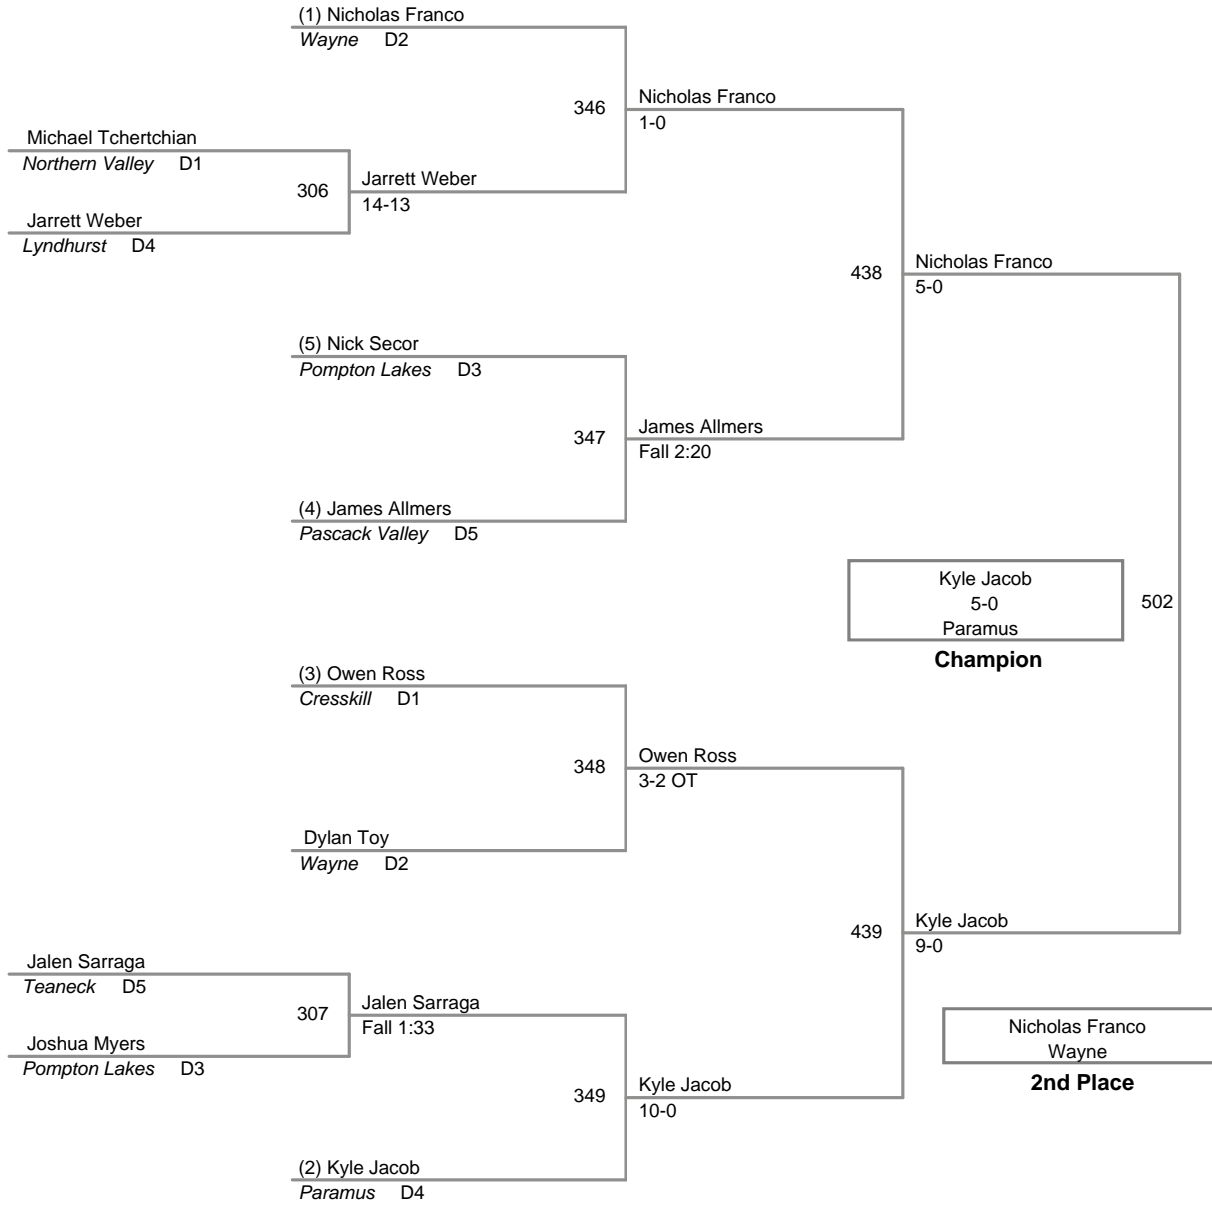 (1) Nicholas Franco
Wayne D2
346
Nicholas Franco
1-0
Michael Tchertchian
Northern Valley D1
306
Jarrett Weber
14-13
Jarrett Weber
Lyndhurst D4
438
Nicholas Franco
5-0
(5) Nick Secor
Pompton Lakes D3
347
James Allmers
Fall 2:20
(4) James Allmers
Pascack Valley D5
Kyle Jacob
5-0
Paramus
Champion
502
(3) Owen Ross
Cresskill D1
348
Owen Ross
3-2 OT
Dylan Toy
Wayne D2
439
Kyle Jacob
9-0
Jalen Sarraga
Teaneck D5
307
Jalen Sarraga
Fall 1:33
Joshua Myers
Pompton Lakes D3
Nicholas Franco
Wayne
2nd Place
349
Kyle Jacob
10-0
(2) Kyle Jacob
Paramus D4